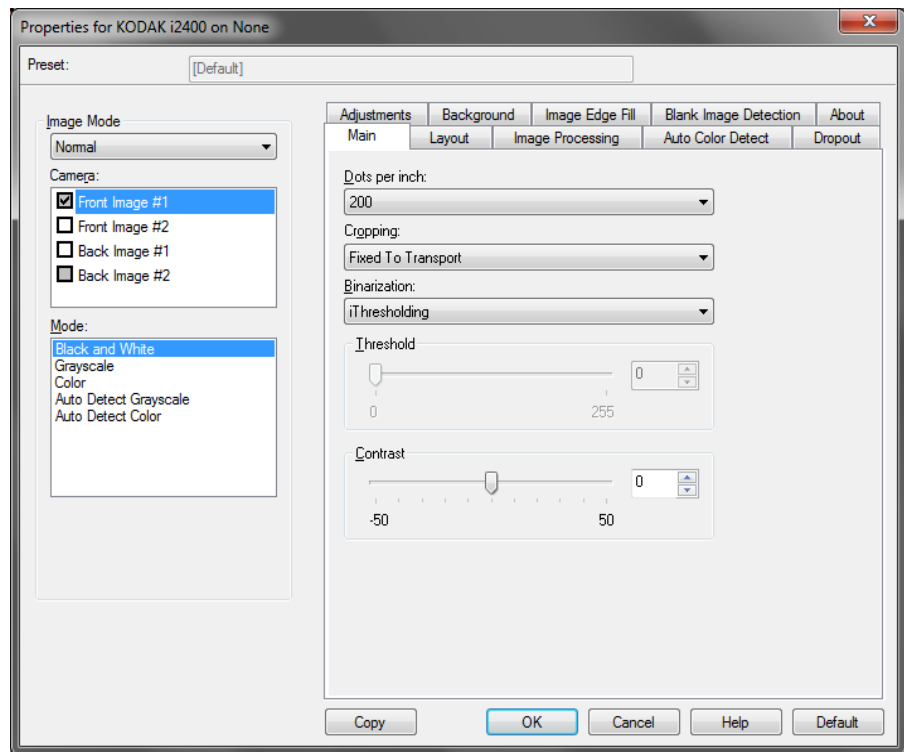 Properties for KODAK i2400 on None
Preset:
[Default]
Image Mode
Normal
Camera:
Front Image #1
Front Image #2
Back Image #1
Back Image #2
Mode:
Black and White
Grayscale
Color
Auto Detect Grayscale
Auto Detect Color
Adjustments Background Image Edge Fill Blank Image Detection About
Main Layout Image Processing Auto Color Detect Dropout
Dots per inch:
200
Cropping:
Fixed To Transport
Binarization:
iThresholding
Threshold
0
0 255
Contrast
0
-50 50
Copy OK Cancel Help Default